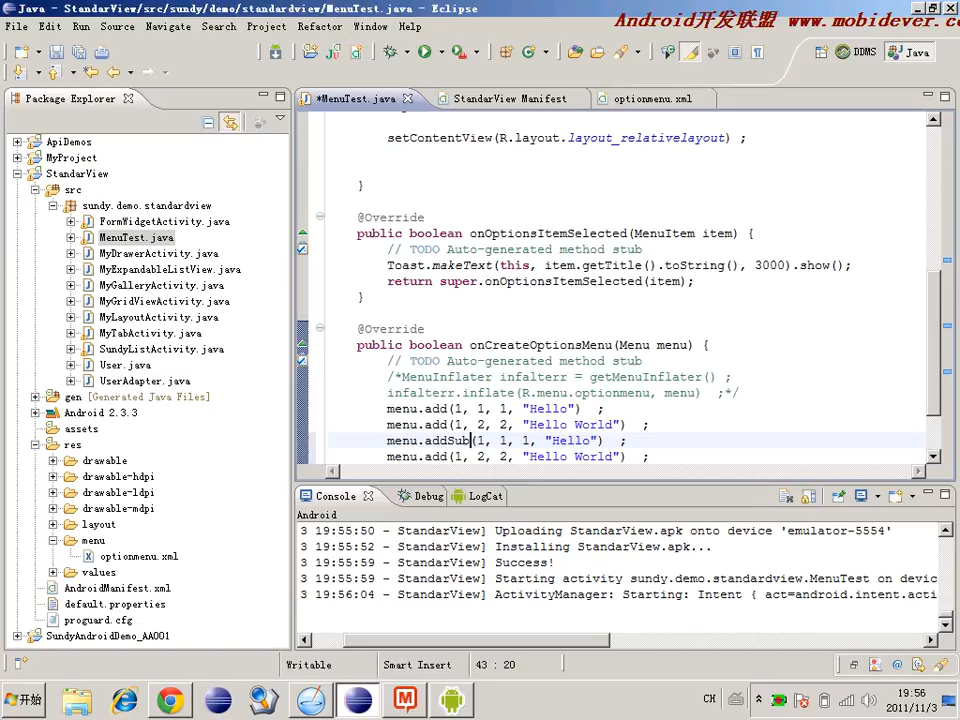 Java - StandarView/src/sundy/demo/standardview/MenuTest.java - Eclipse
Android开发联盟 www.mobidever.co
File Edit Run Source Navigate Search Project Refactor Window Help
DDMS Java
Package Explorer
*MenuTest.java StandarView Manifest optionmenu.xml
ApiDemos
MyProject
StandarView
src
sundy.demo.standardview
FormWidgetActivity.java
MenuTest.java
MyDrawerActivity.java
MyExpandableListView.java
MyGalleryActivity.java
MyGridViewActivity.java
MyLayoutActivity.java
MyTabActivity.java
SundyListActivity.java
User.java
UserAdapter.java
gen [Generated Java Files]
Android 2.3.3
assets
res
drawable
drawable-hdpi
drawable-ldpi
drawable-mdpi
layout
menu
optionmenu.xml
values
AndroidManifest.xml
default.properties
proguard.cfg
SundyAndroidDemo_AA001
setContentView(R.layout.layout_relativelayout) ;
}
@Override
public boolean onOptionsItemSelected(MenuItem item) {
// TODO Auto-generated method stub
Toast.makeText(this, item.getTitle().toString(), 3000).show();
return super.onOptionsItemSelected(item);
}
@Override
public boolean onCreateOptionsMenu(Menu menu) {
// TODO Auto-generated method stub
/*MenuInflater infalterr = getMenuInflater() ;
infalterr.inflate(R.menu.optionmenu, menu) ;*/
menu.add(1, 1, 1, "Hello") ;
menu.add(1, 2, 2, "Hello World") ;
menu.addSub(1, 1, 1, "Hello") ;
menu.add(1, 2, 2, "Hello World") ;
Console Debug LogCat
Android
3 19:55:50 - StandarView] Uploading StandarView.apk onto device 'emulator-5554'
3 19:55:52 - StandarView] Installing StandarView.apk...
3 19:55:59 - StandarView] Success!
3 19:55:59 - StandarView] Starting activity sundy.demo.standardview.MenuTest on devic
3 19:56:04 - StandarView] ActivityManager: Starting: Intent { act=android.intent.acti
Writable Smart Insert 43 : 20
开始
CH
19:56
2011/11/3